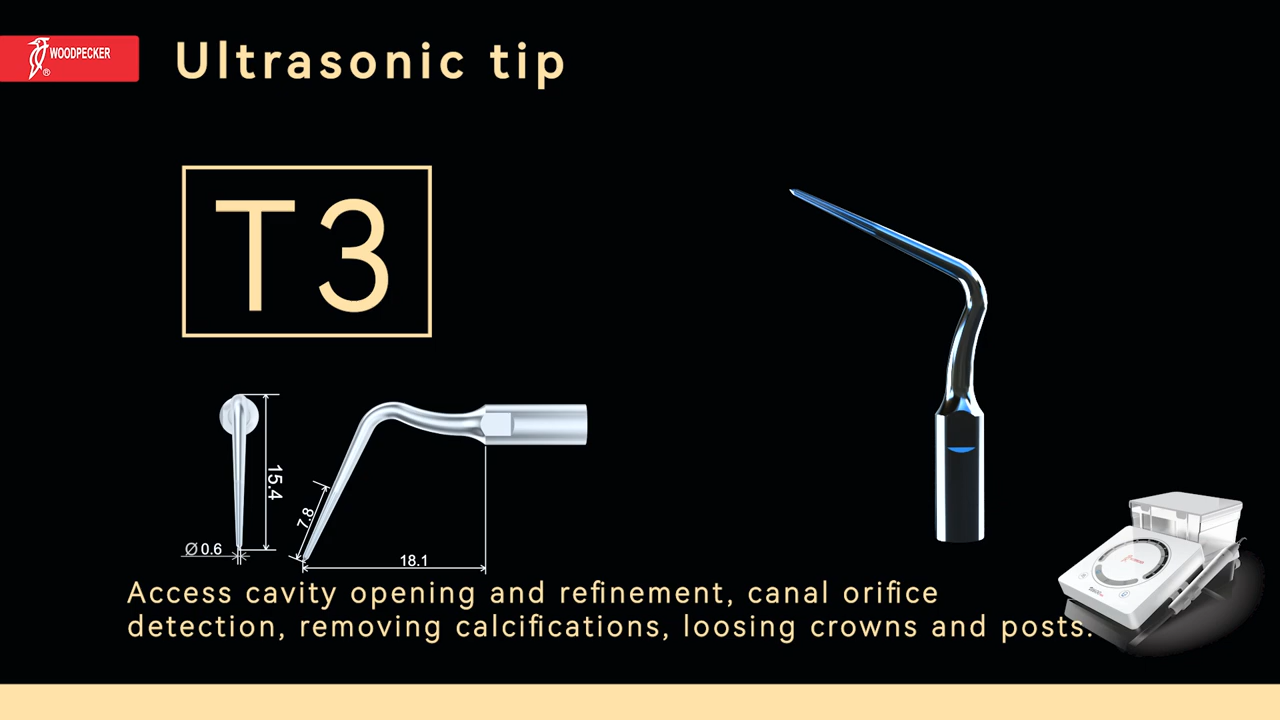 WOODPECKER
®
Ultrasonic tip
T3
15.4
7.8
Ø0.6
18.1
Access cavity opening and refinement, canal orifice
detection, removing calcifications, loosing crowns and posts.